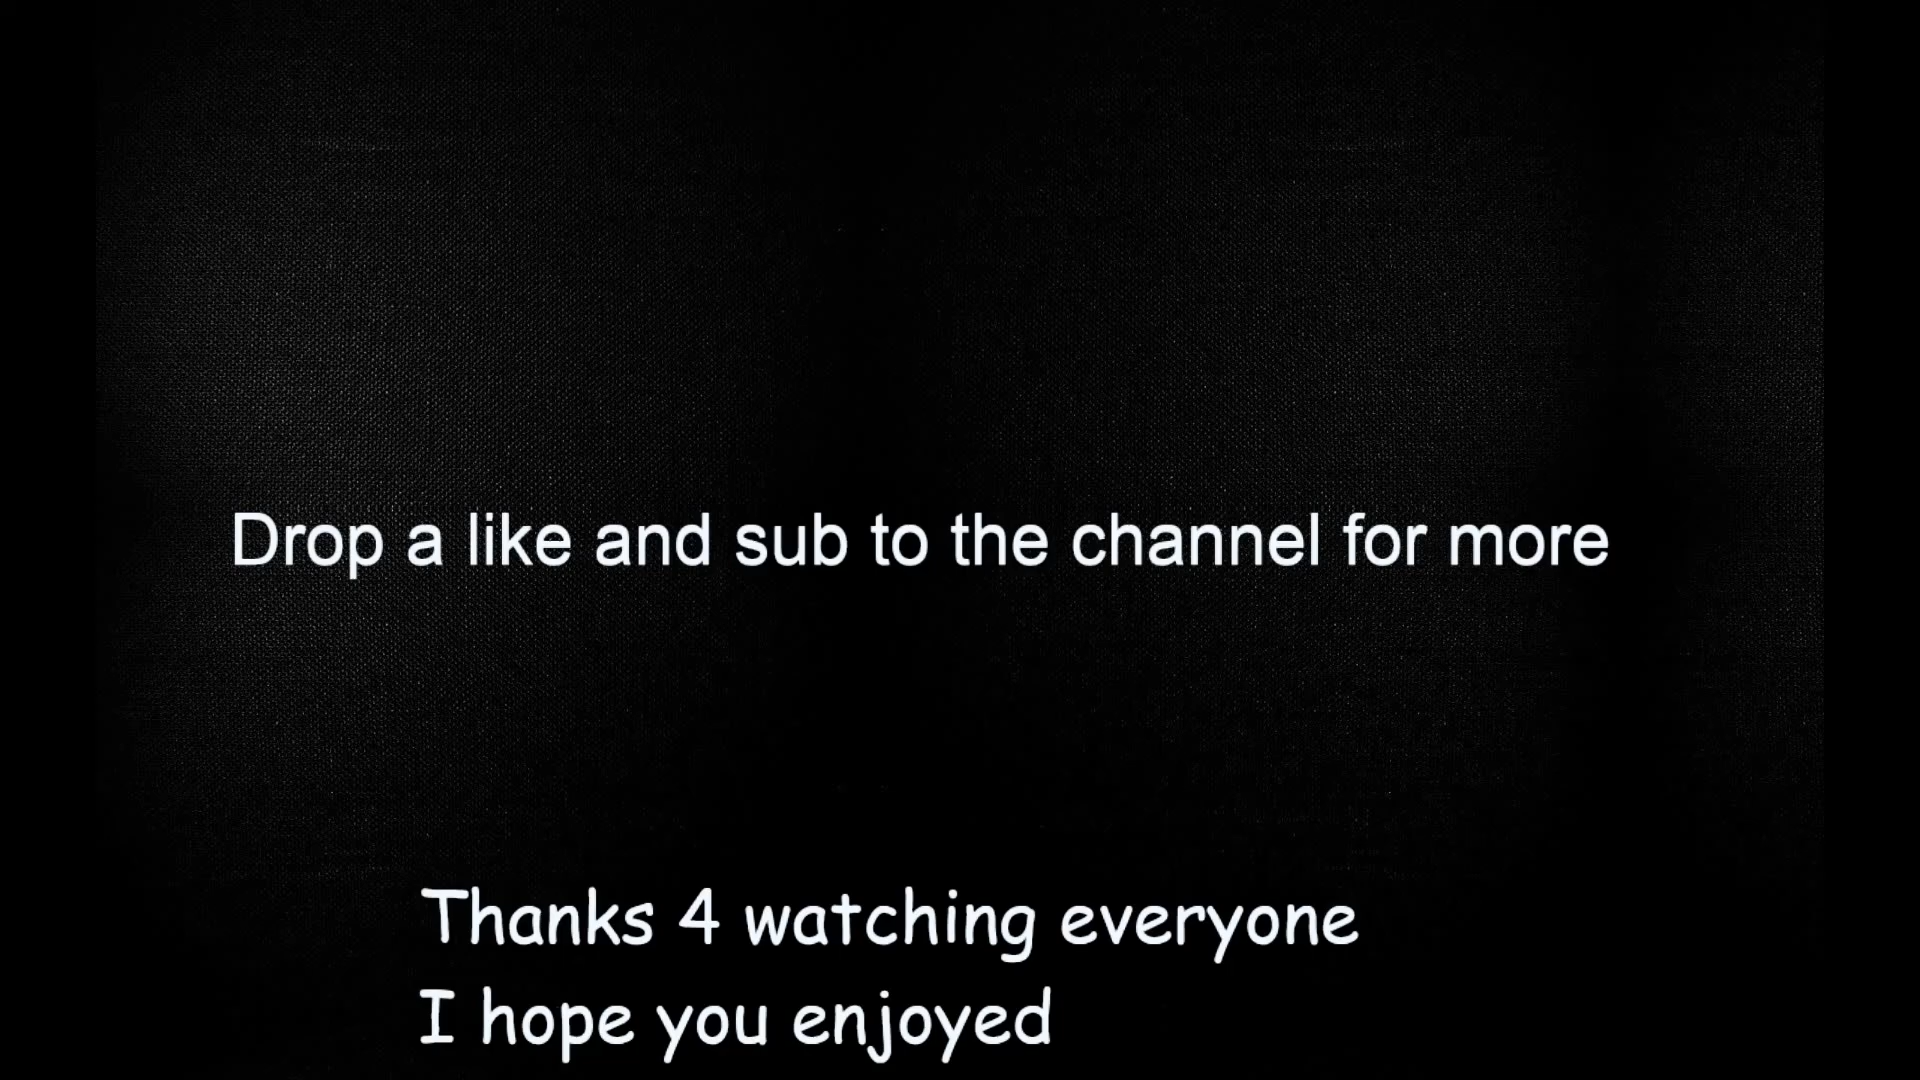 Drop a like and sub to the channel for more
Thanks 4 watching everyone
I hope you enjoyed